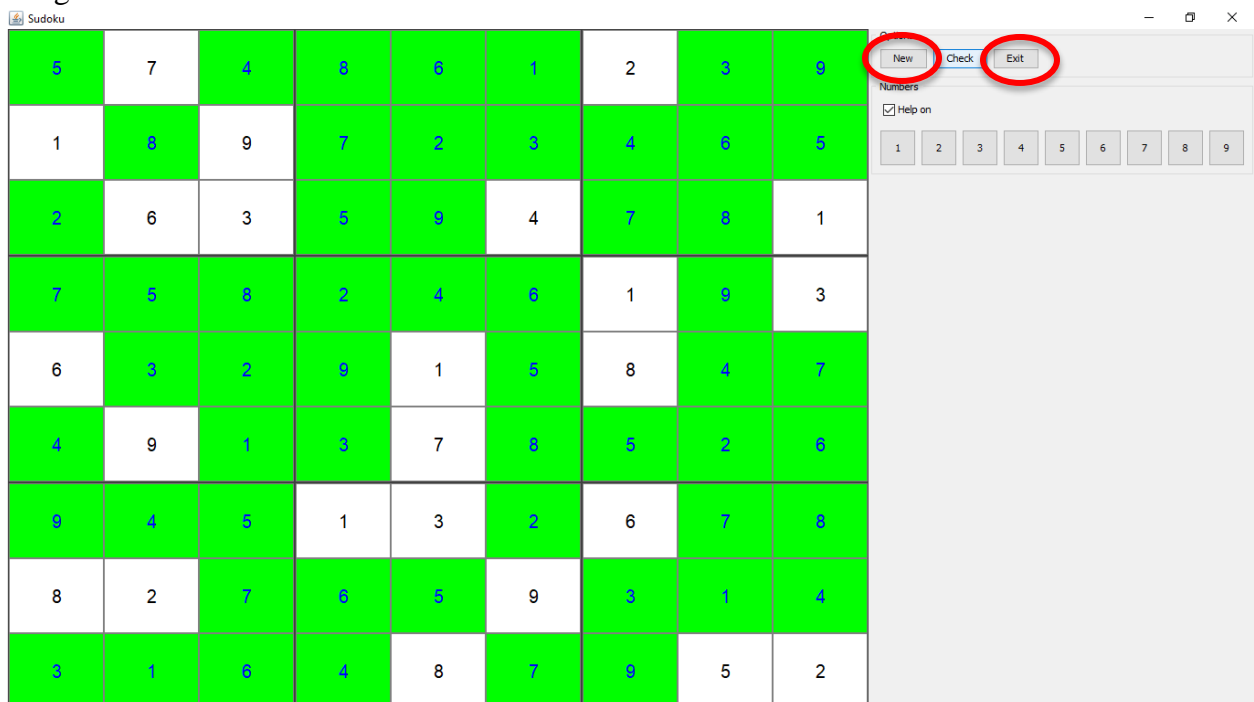 Sudoku
New Check Exit
Numbers
Help on
1 2 3 4 5 6 7 8 9
5 7 4 8 6 1 2 3 9
1 8 9 7 2 3 4 6 5
2 6 3 5 9 4 7 8 1
7 5 8 2 4 6 1 9 3
6 3 2 9 1 5 8 4 7
4 9 1 3 7 8 5 2 6
9 4 5 1 3 2 6 7 8
8 2 7 6 5 9 3 1 4
3 1 6 4 8 7 9 5 2